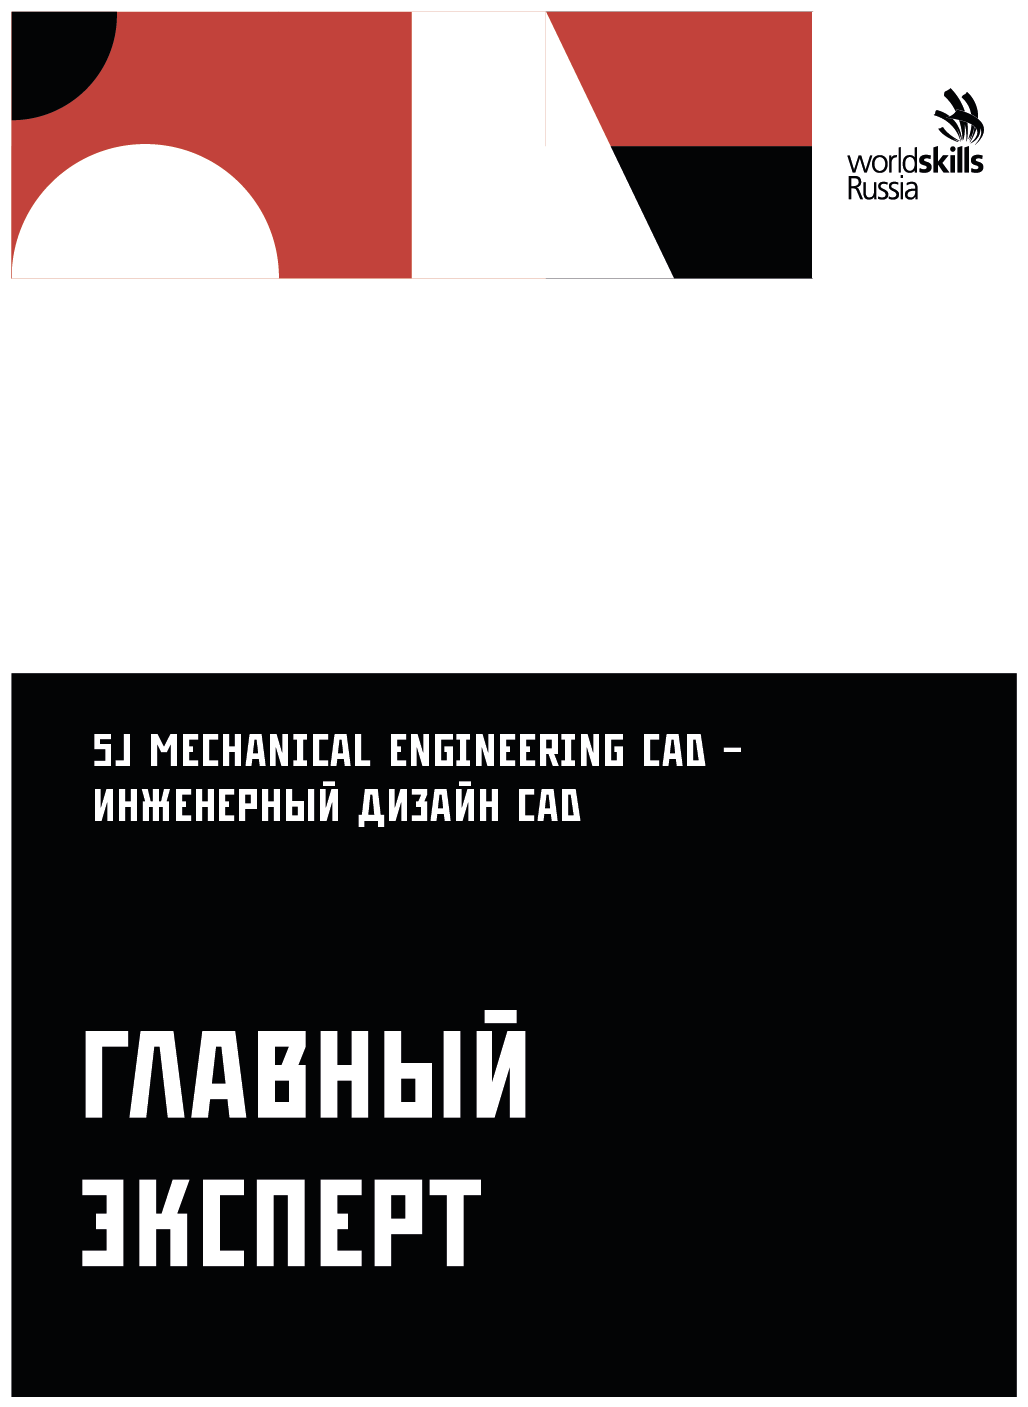 worldskills
Russia
5J MECHANICAL ENGINEERING CAD –
ИНЖЕНЕРНЫЙ ДИЗАЙН CAD
ГЛАВНЫЙ
ЭКСПЕРТ